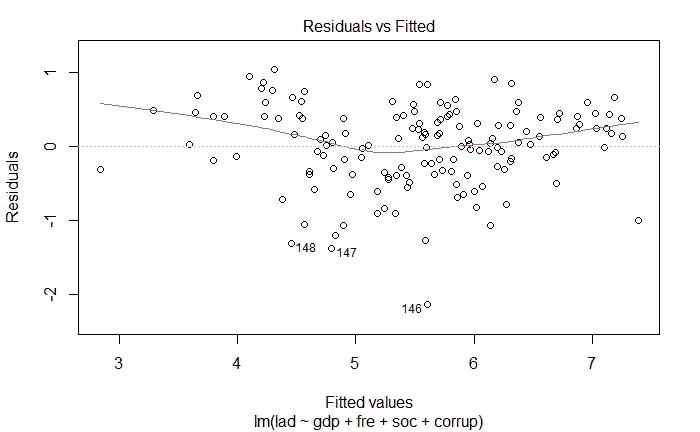 Residuals vs Fitted
Residuals
1
0
-1
-2
148
147
146
3 4 5 6 7
Fitted values
lm(lad ~ gdp + fre + soc + corrup)